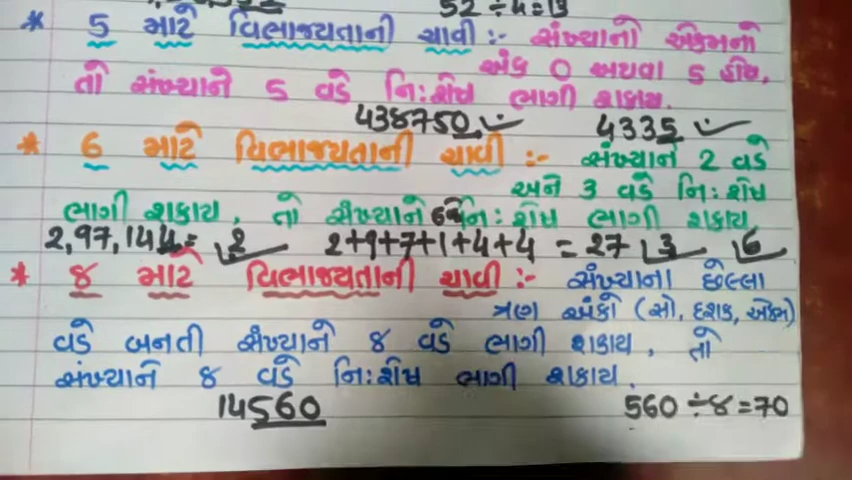 52 ÷ 4 = 13
* 5 માટે વિભાજ્યતાની ચાવી :- સંખ્યાનો એકમનો
અંક 0 અથવા 5 હોય,
તો સંખ્યાને 5 વડે નિ:શેષ ભાગી શકાય.
438750 4335
* 6 માટે વિભાજ્યતાની ચાવી :- સંખ્યાને 2 વડે
અને 3 વડે નિ:શેષ
ભાગી શકાય, તો સંખ્યાને 6 વડે નિ:શેષ ભાગી શકાય
2,97,144 = 2 2+9+7+1+4+4 = 27 3 6
* 8 માટે વિભાજ્યતાની ચાવી :- સંખ્યાના છેલ્લા
ત્રણ અંકો (સો, દશક, એકમ)
વડે બનતી સંખ્યાને 8 વડે ભાગી શકાય, તો
સંખ્યાને 8 વડે નિ:શેષ ભાગી શકાય.
14560 560 ÷ 8 = 70